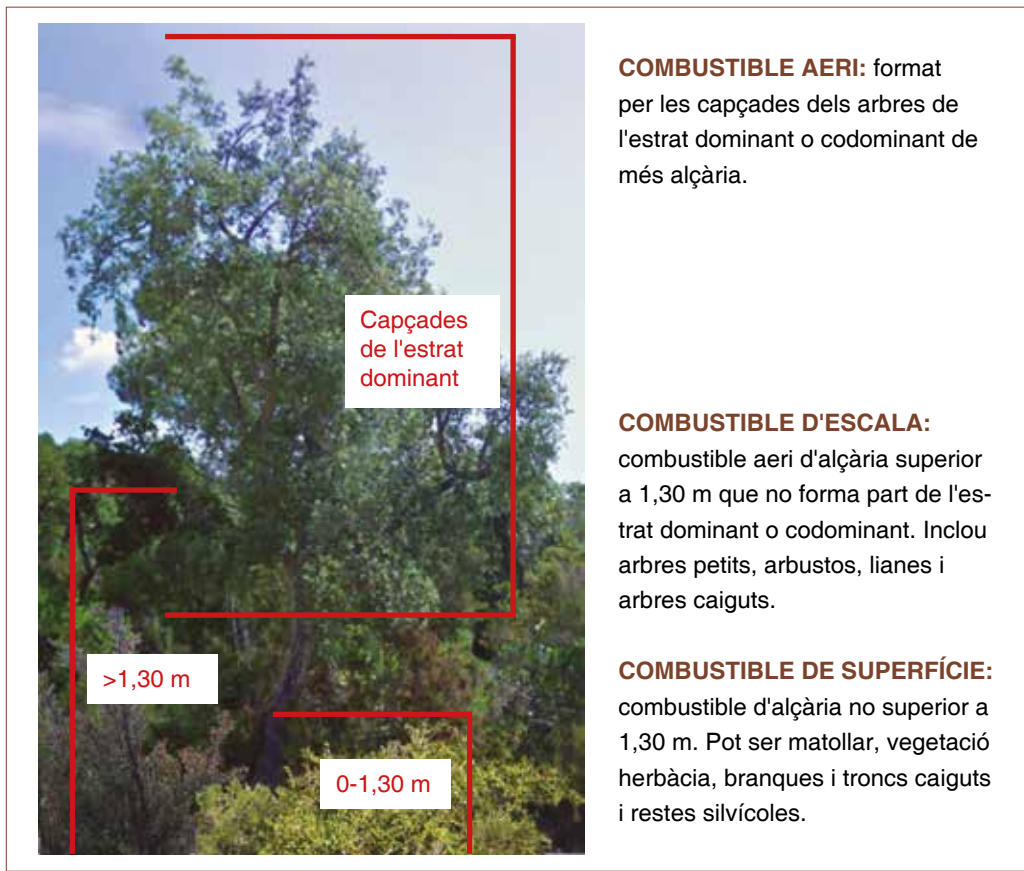 COMBUSTIBLE AERI: format
per les capçades dels arbres de
l'estrat dominant o codominant de
més alçària.
Capçades
de l'estrat
dominant
COMBUSTIBLE D'ESCALA:
combustible aeri d'alçària superior
a 1,30 m que no forma part de l'es-
trat dominant o codominant. Inclou
arbres petits, arbustos, lianes i
arbres caiguts.
>1,30 m
COMBUSTIBLE DE SUPERFÍCIE:
combustible d'alçària no superior a
1,30 m. Pot ser matollar, vegetació
herbàcia, branques i troncs caiguts
i restes silvícoles.
0-1,30 m